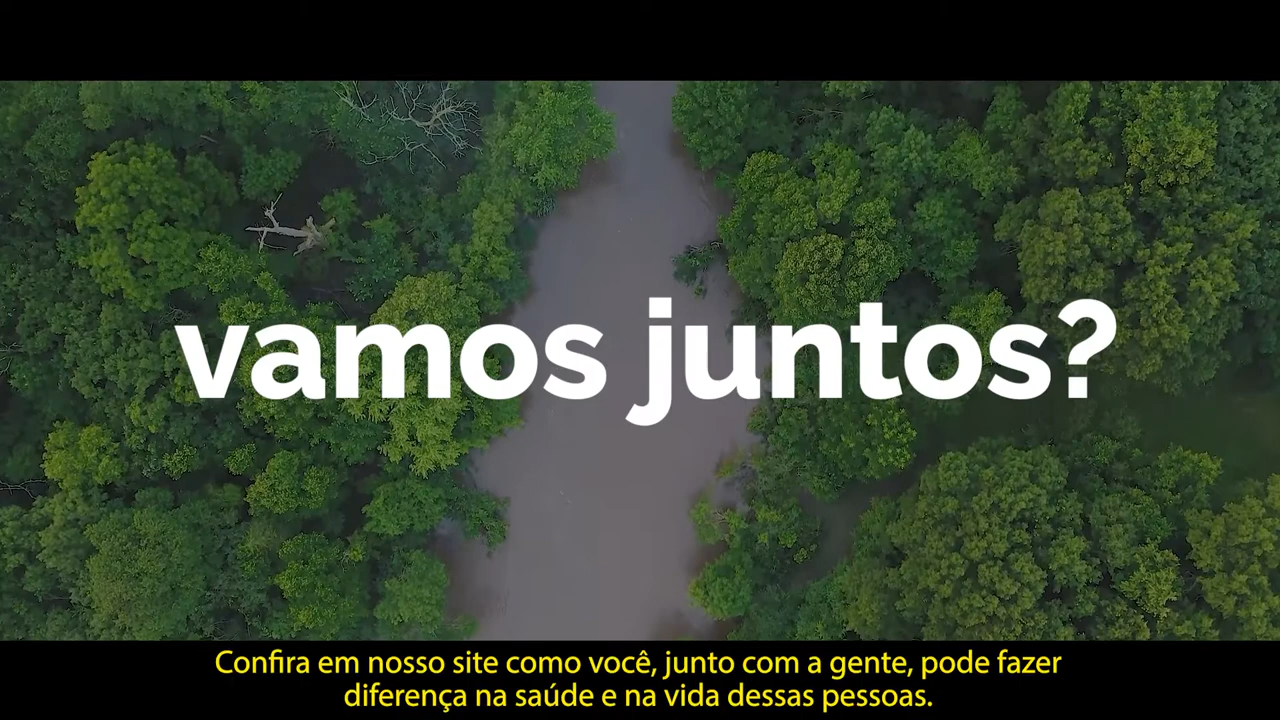 vamos juntos?
Confira em nosso site como você, junto com a gente, pode fazer
diferença na saúde e na vida dessas pessoas.